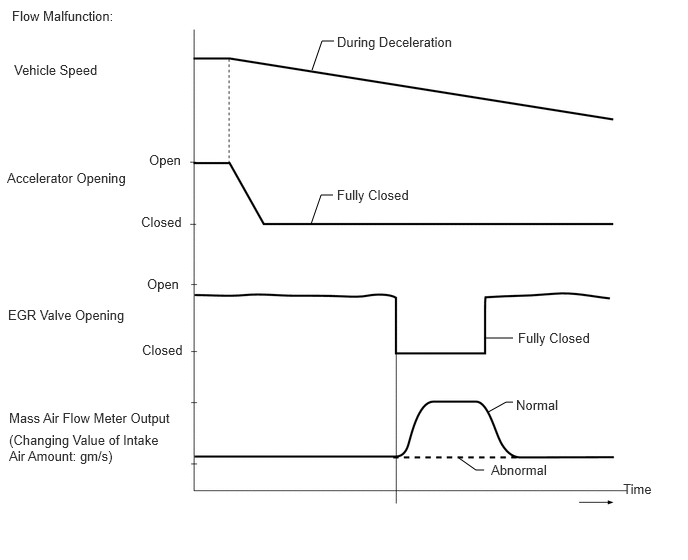 Flow Malfunction:
During Deceleration
Vehicle Speed
Open
Accelerator Opening
Fully Closed
Closed
Open
EGR Valve Opening
Fully Closed
Closed
Normal
Mass Air Flow Meter Output
(Changing Value of Intake
Air Amount: gm/s)
Abnormal
Time